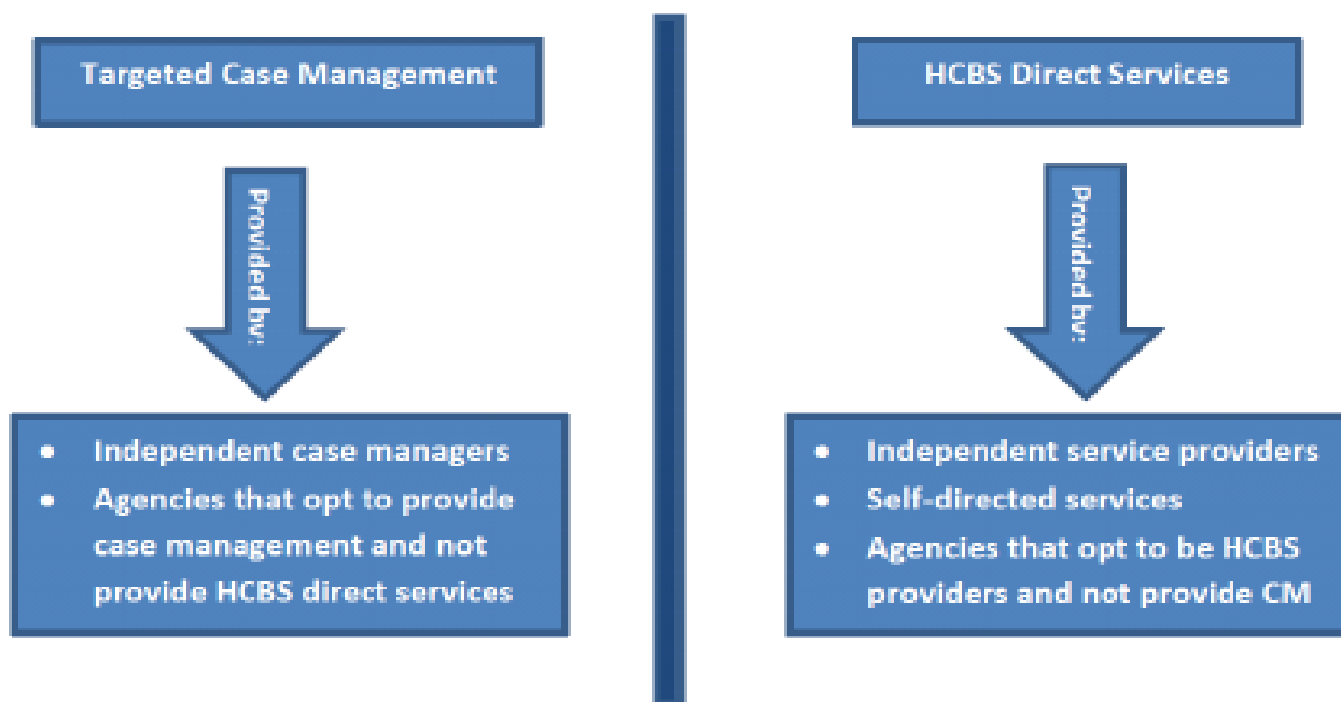 Targeted Case Management
Provided by:
• Independent case managers
• Agencies that opt to provide
case management and not
provide HCBS direct services
HCBS Direct Services
Provided by:
• Independent service providers
• Self-directed services
• Agencies that opt to be HCBS
providers and not provide CM